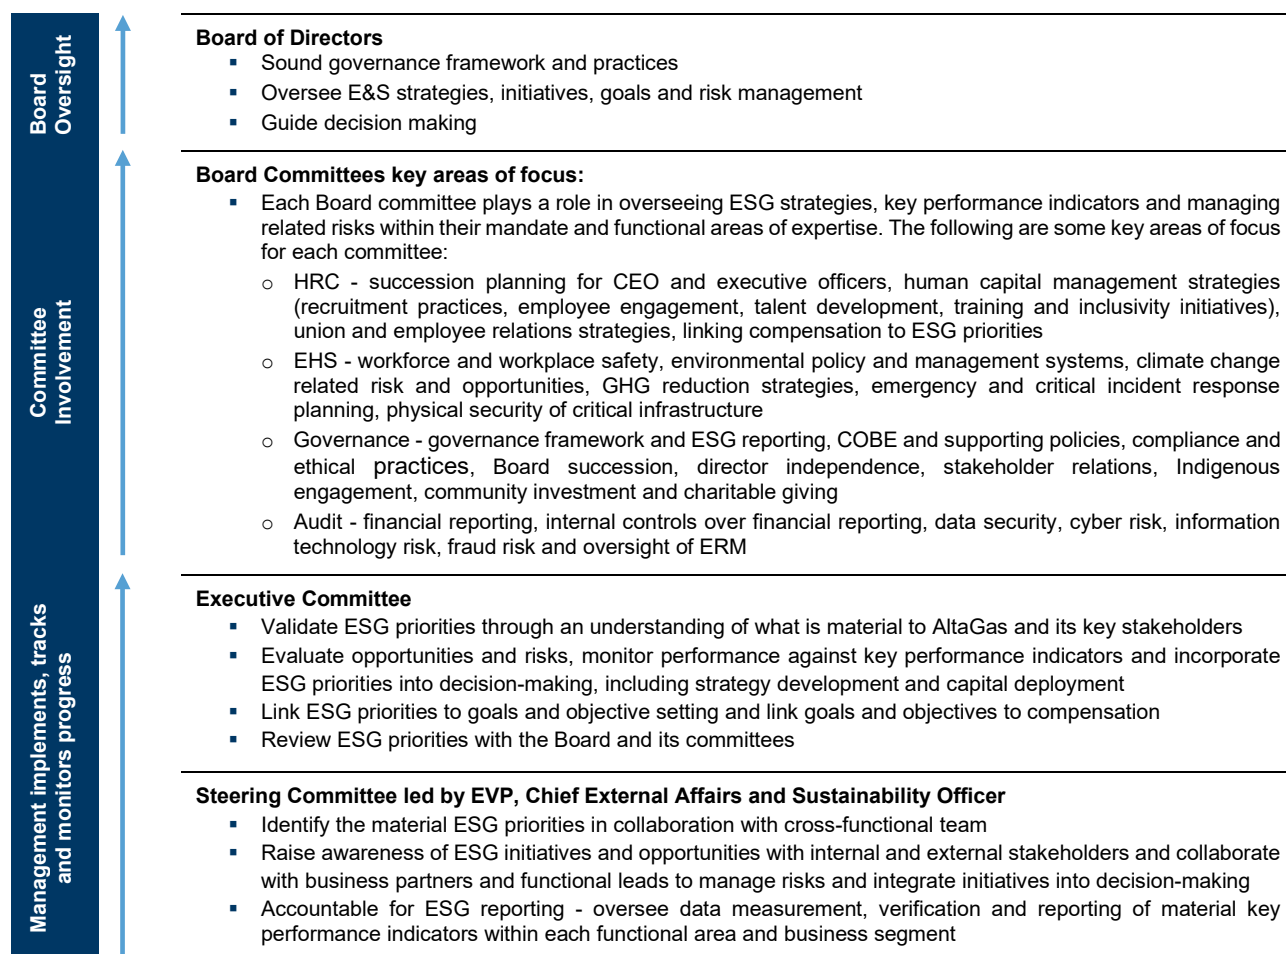 Board
Oversight
Board of Directors
▪ Sound governance framework and practices
▪ Oversee E&S strategies, initiatives, goals and risk management
▪ Guide decision making
Committee
Involvement
Board Committees key areas of focus:
▪ Each Board committee plays a role in overseeing ESG strategies, key performance indicators and managing
related risks within their mandate and functional areas of expertise. The following are some key areas of focus
for each committee:
o HRC - succession planning for CEO and executive officers, human capital management strategies
(recruitment practices, employee engagement, talent development, training and inclusivity initiatives),
union and employee relations strategies, linking compensation to ESG priorities
o EHS - workforce and workplace safety, environmental policy and management systems, climate change
related risk and opportunities, GHG reduction strategies, emergency and critical incident response
planning, physical security of critical infrastructure
o Governance - governance framework and ESG reporting, COBE and supporting policies, compliance and
ethical practices, Board succession, director independence, stakeholder relations, Indigenous
engagement, community investment and charitable giving
o Audit - financial reporting, internal controls over financial reporting, data security, cyber risk, information
technology risk, fraud risk and oversight of ERM
Management implements, tracks
and monitors progress
Executive Committee
▪ Validate ESG priorities through an understanding of what is material to AltaGas and its key stakeholders
▪ Evaluate opportunities and risks, monitor performance against key performance indicators and incorporate
ESG priorities into decision-making, including strategy development and capital deployment
▪ Link ESG priorities to goals and objective setting and link goals and objectives to compensation
▪ Review ESG priorities with the Board and its committees
Steering Committee led by EVP, Chief External Affairs and Sustainability Officer
▪ Identify the material ESG priorities in collaboration with cross-functional team
▪ Raise awareness of ESG initiatives and opportunities with internal and external stakeholders and collaborate
with business partners and functional leads to manage risks and integrate initiatives into decision-making
▪ Accountable for ESG reporting - oversee data measurement, verification and reporting of material key
performance indicators within each functional area and business segment